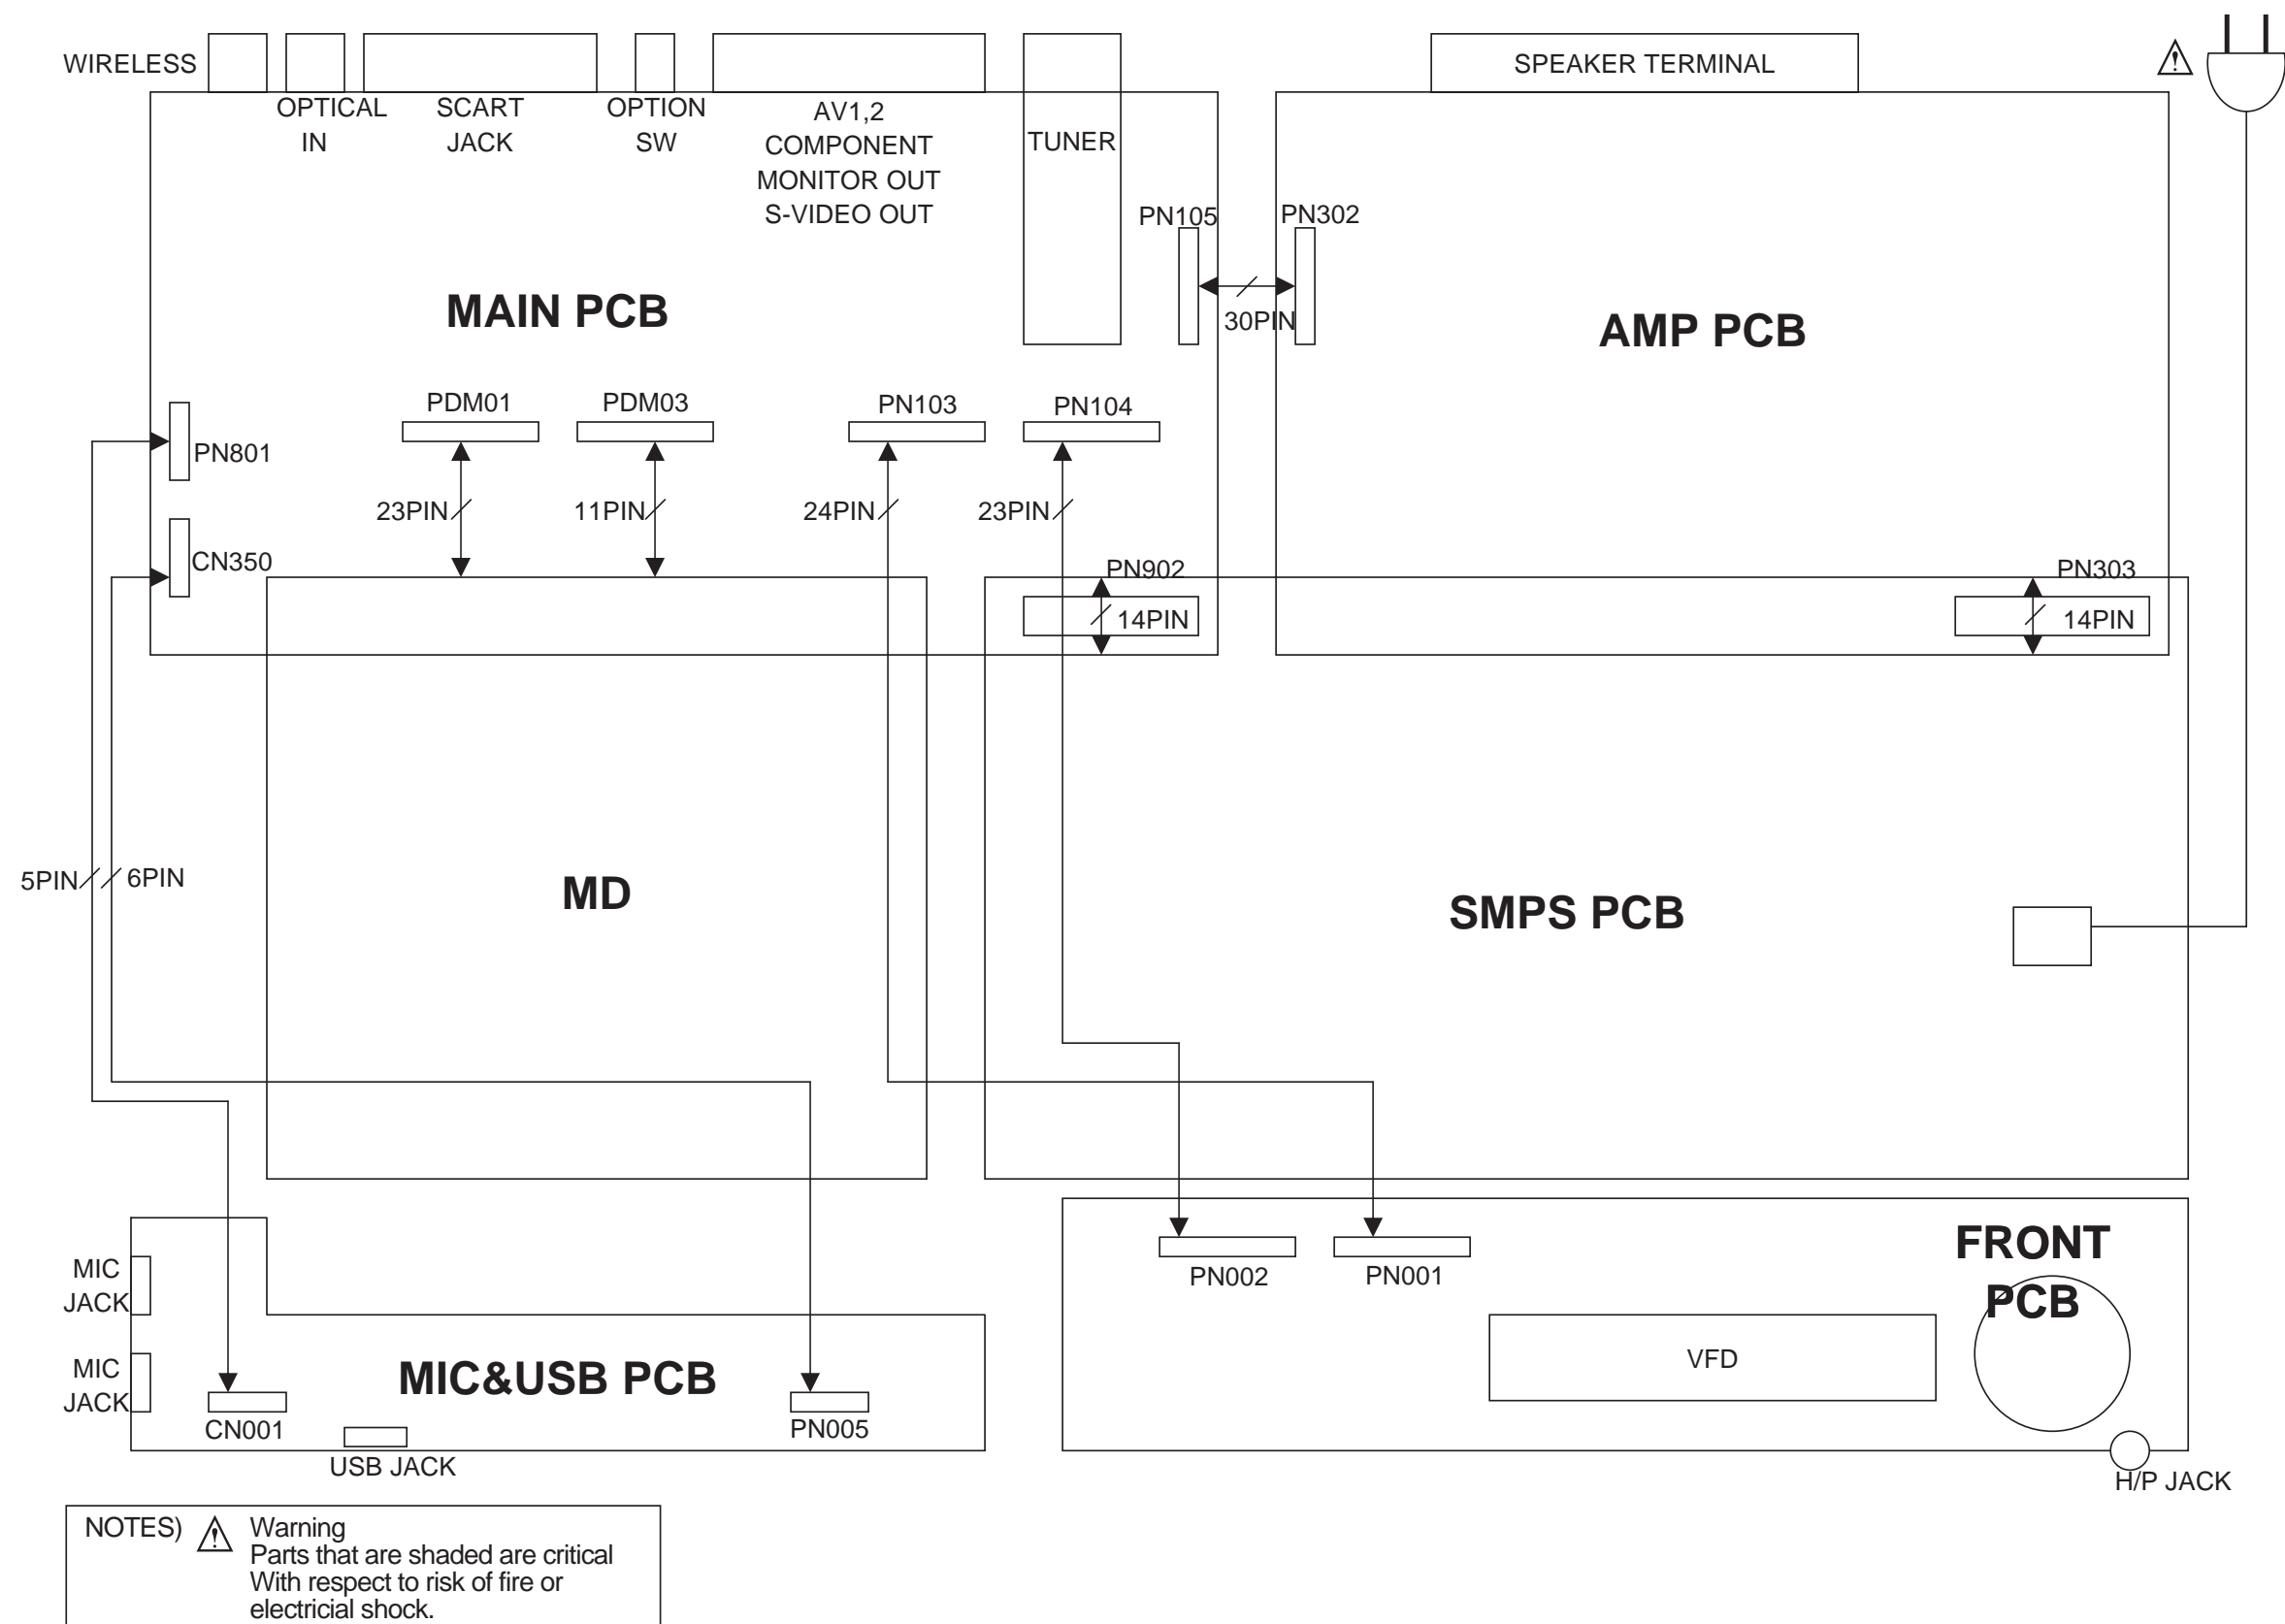 WIRELESS
OPTICAL
IN
SCART
JACK
OPTION
SW
AV1,2
COMPONENT
MONITOR OUT
S-VIDEO OUT
TUNER
SPEAKER TERMINAL
PN105
PN302
30PIN
MAIN PCB
AMP PCB
PDM01
PDM03
PN103
PN104
PN801
23PIN
11PIN
24PIN
23PIN
CN350
PN902
14PIN
PN303
14PIN
5PIN
6PIN
MD
SMPS PCB
MIC
JACK
MIC
JACK
MIC&USB PCB
CN001
PN005
USB JACK
PN002
PN001
FRONT
PCB
VFD
H/P JACK
NOTES) ! Warning
Parts that are shaded are critical
With respect to risk of fire or
electricial shock.